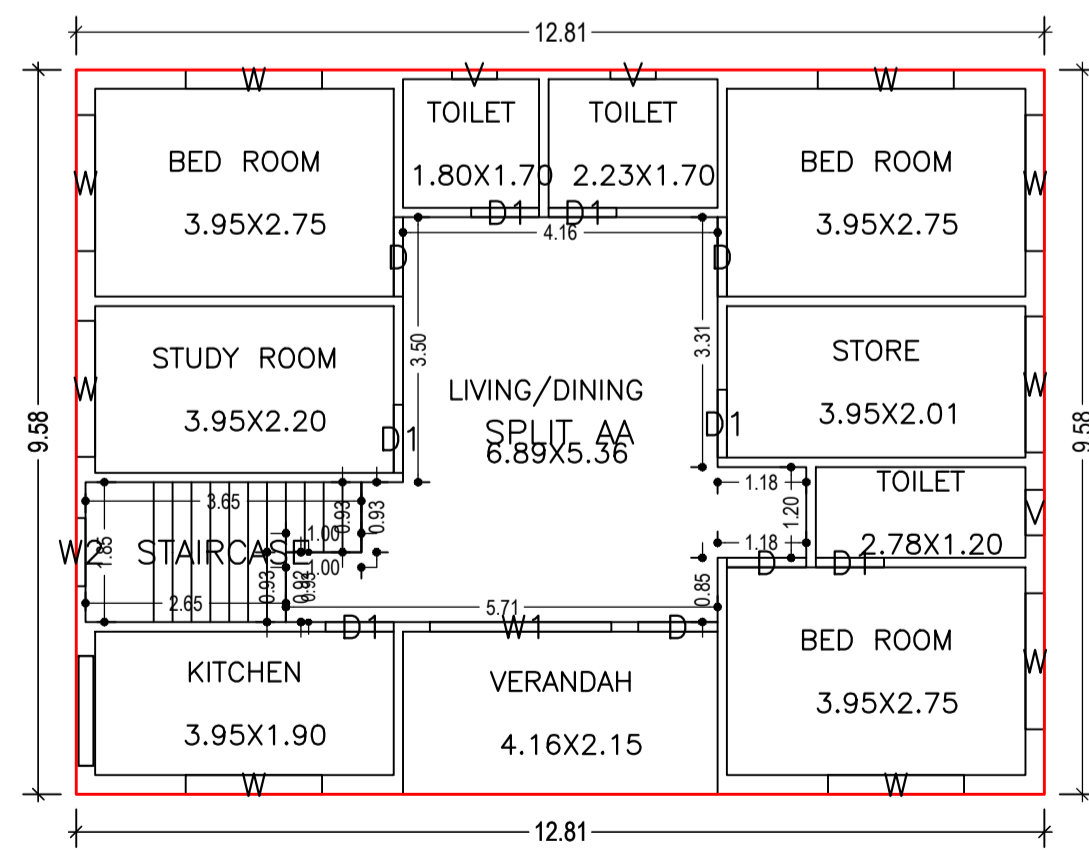 12.81
W
V
V
W
TOILET
TOILET
1.80X1.70
2.23X1.70
BED ROOM
3.95X2.75
BED ROOM
3.95X2.75
W
W
D1
D1
4.16
D
D
3.50
3.31
STUDY ROOM
3.95X2.20
STORE
3.95X2.01
W
W
LIVING/DINING
SPLIT AA
6.89X5.36
D1
D1
9.58
9.58
3.65
0.93
0.93
1.00
1.00
1.18
1.20
1.18
TOILET
2.78X1.20
V
W2
1.85
STAIRCASE
0.93
0.92
0.93
2.65
5.71
0.85
D
D1
D1
W1
D
KITCHEN
3.95X1.90
VERANDAH
4.16X2.15
BED ROOM
3.95X2.75
W
W
W
12.81